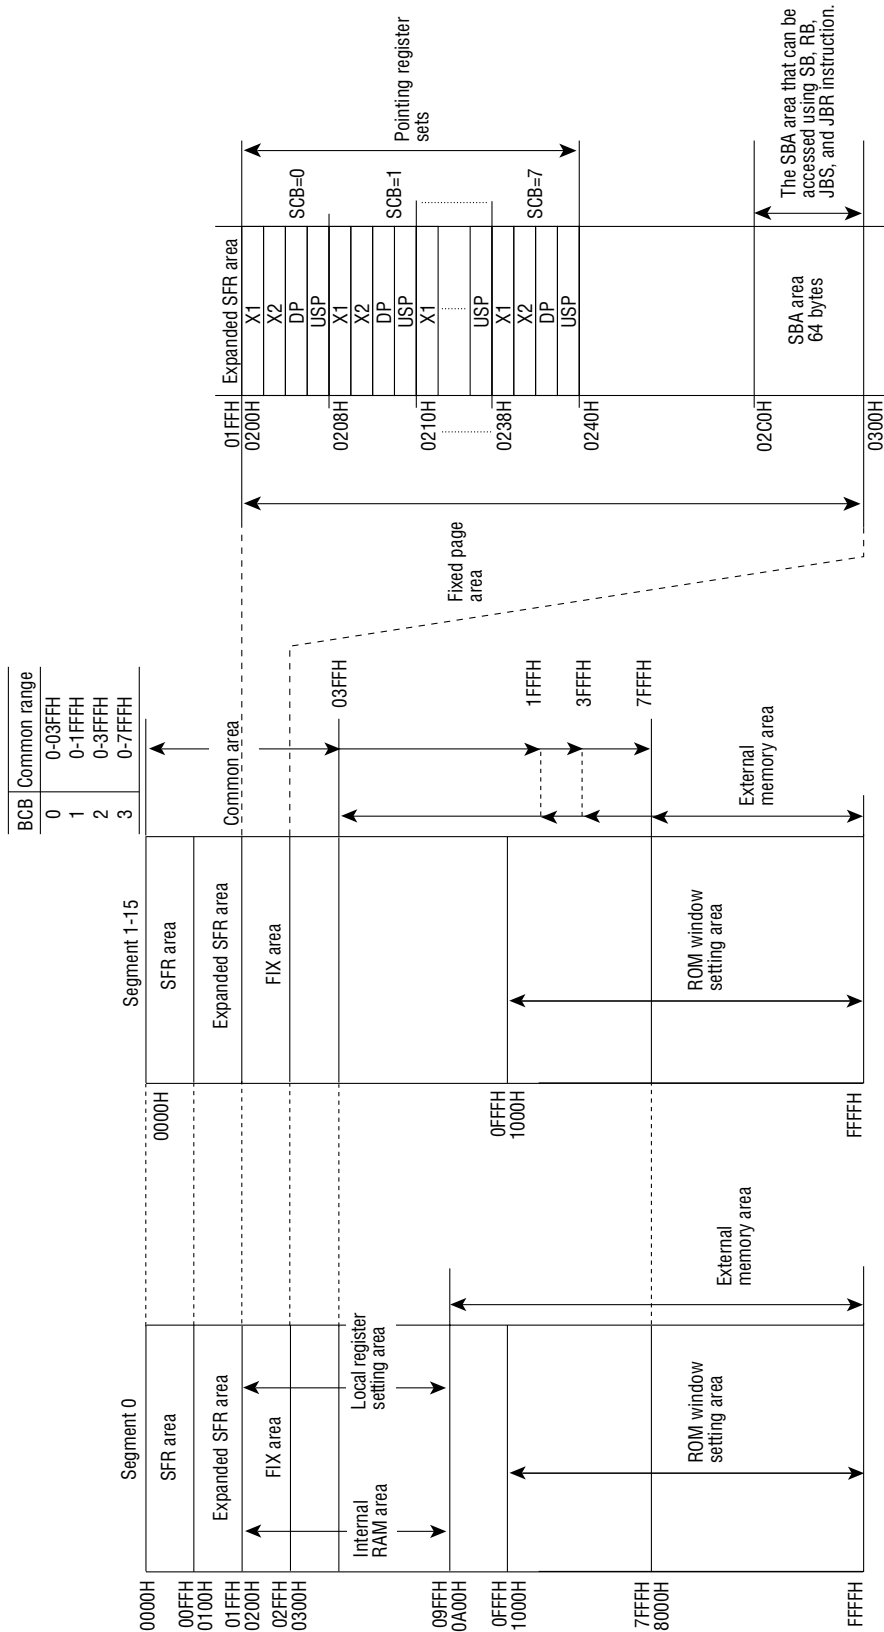 Segment 0
0000H
SFR area
00FFH
0100H
Expanded SFR area
01FFH
0200H
FIX area
02FFH
0300H
Internal
RAM area
Local register
setting area
09FFH
0A00H
0FFFH
1000H
ROM window
setting area
7FFFH
8000H
FFFFH
External
memory area
Segment 1-15
0000H
SFR area
Expanded SFR area
FIX area
0FFFH
1000H
ROM window
setting area
FFFFH
BCB Common range
0 0-03FFH
1 0-1FFFH
2 0-3FFFH
3 0-7FFFH
Common area
03FFH
1FFFH
3FFFH
7FFFH
External
memory area
Fixed page
area
01FFH
0200H
0208H
0210H
0238H
0240H
02C0H
0300H
Expanded SFR area
X1
X2
DP
USP
X1
X2
DP
USP
X1
USP
X1
X2
DP
USP
SBA area
64 bytes
SCB=0
SCB=1
SCB=7
Pointing register
sets
The SBA area that can be
accessed using SB, RB,
JBS, and JBR instruction.